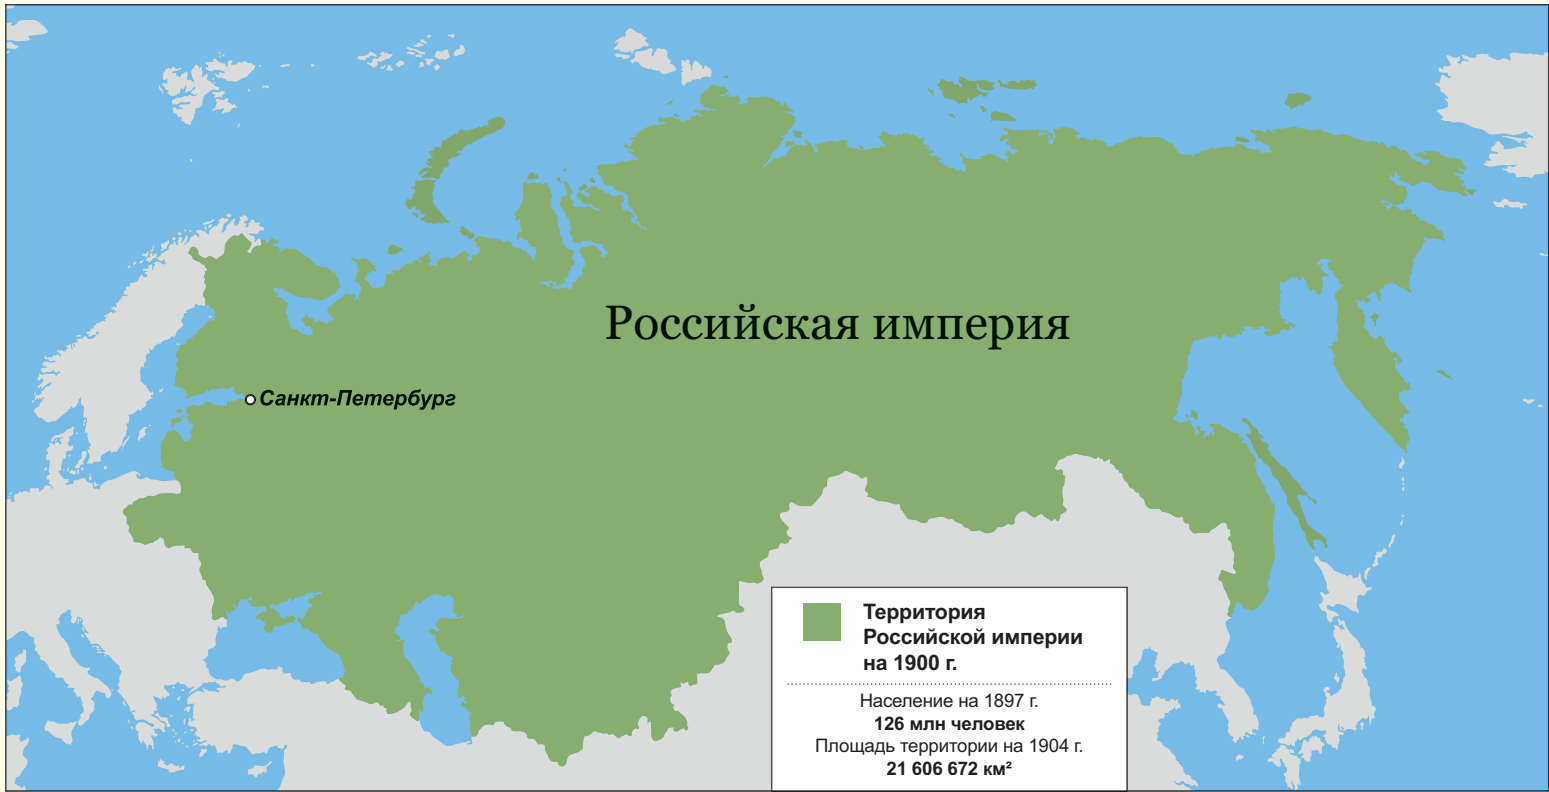 Российская империя
Санкт-Петербург
Территория
Российской империи
на 1900 г.
Население на 1897 г.
126 млн человек
Площадь территории на 1904 г.
21 606 672 км²